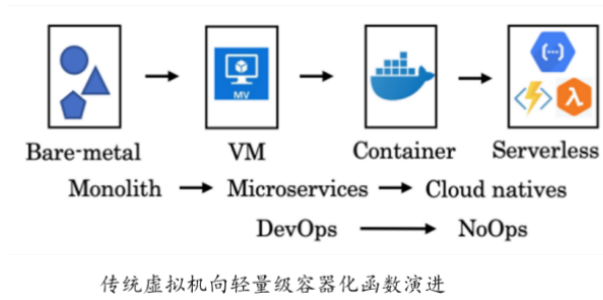 MV
Bare-metal VM Container Serverless
Monolith Microservices Cloud natives
DevOps NoOps
传统虚拟机向轻量级容器化函数演进